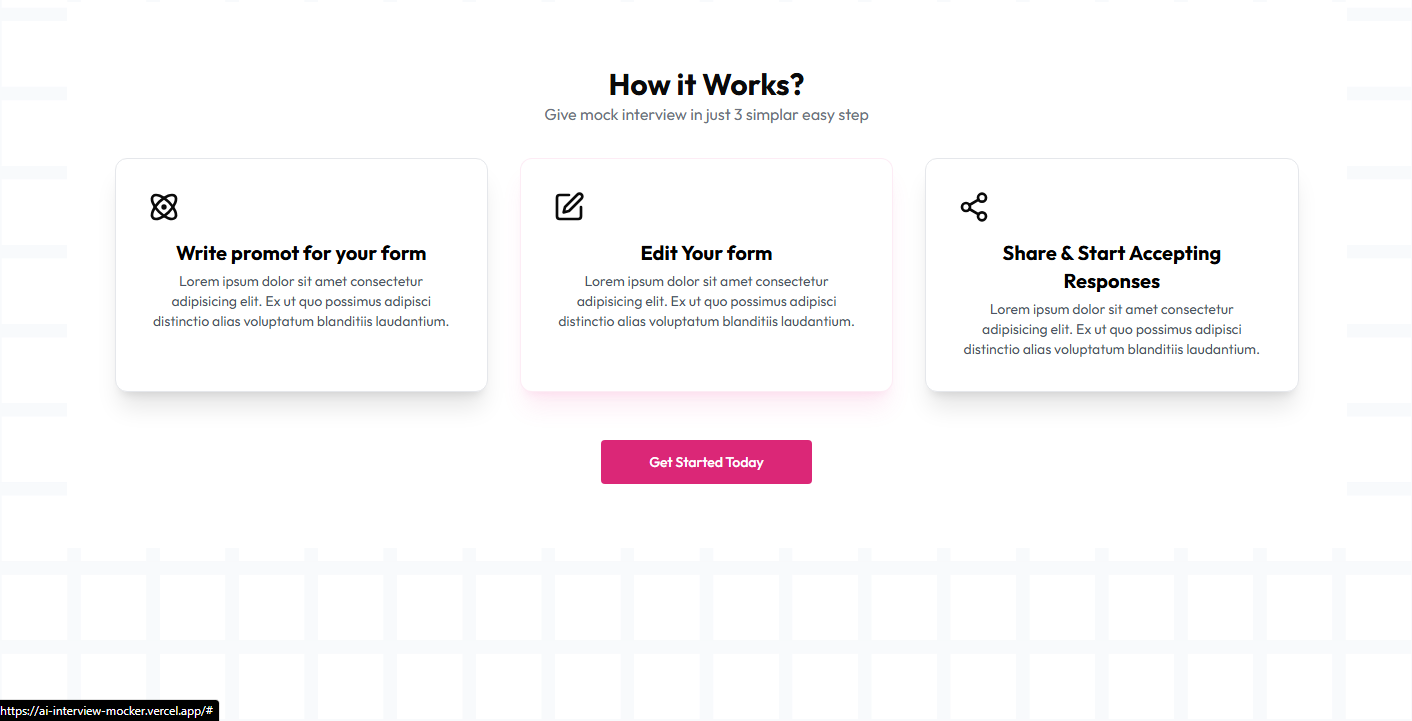 How it Works?
Give mock interview in just 3 simplar easy step
Write promot for your form
Lorem ipsum dolor sit amet consectetur
adipisicing elit. Ex ut quo possimus adipisci
distinctio alias voluptatum blanditiis laudantium.
Edit Your form
Lorem ipsum dolor sit amet consectetur
adipisicing elit. Ex ut quo possimus adipisci
distinctio alias voluptatum blanditiis laudantium.
Share & Start Accepting
Responses
Lorem ipsum dolor sit amet consectetur
adipisicing elit. Ex ut quo possimus adipisci
distinctio alias voluptatum blanditiis laudantium.
Get Started Today
https://ai-interview-mocker.vercel.app/#